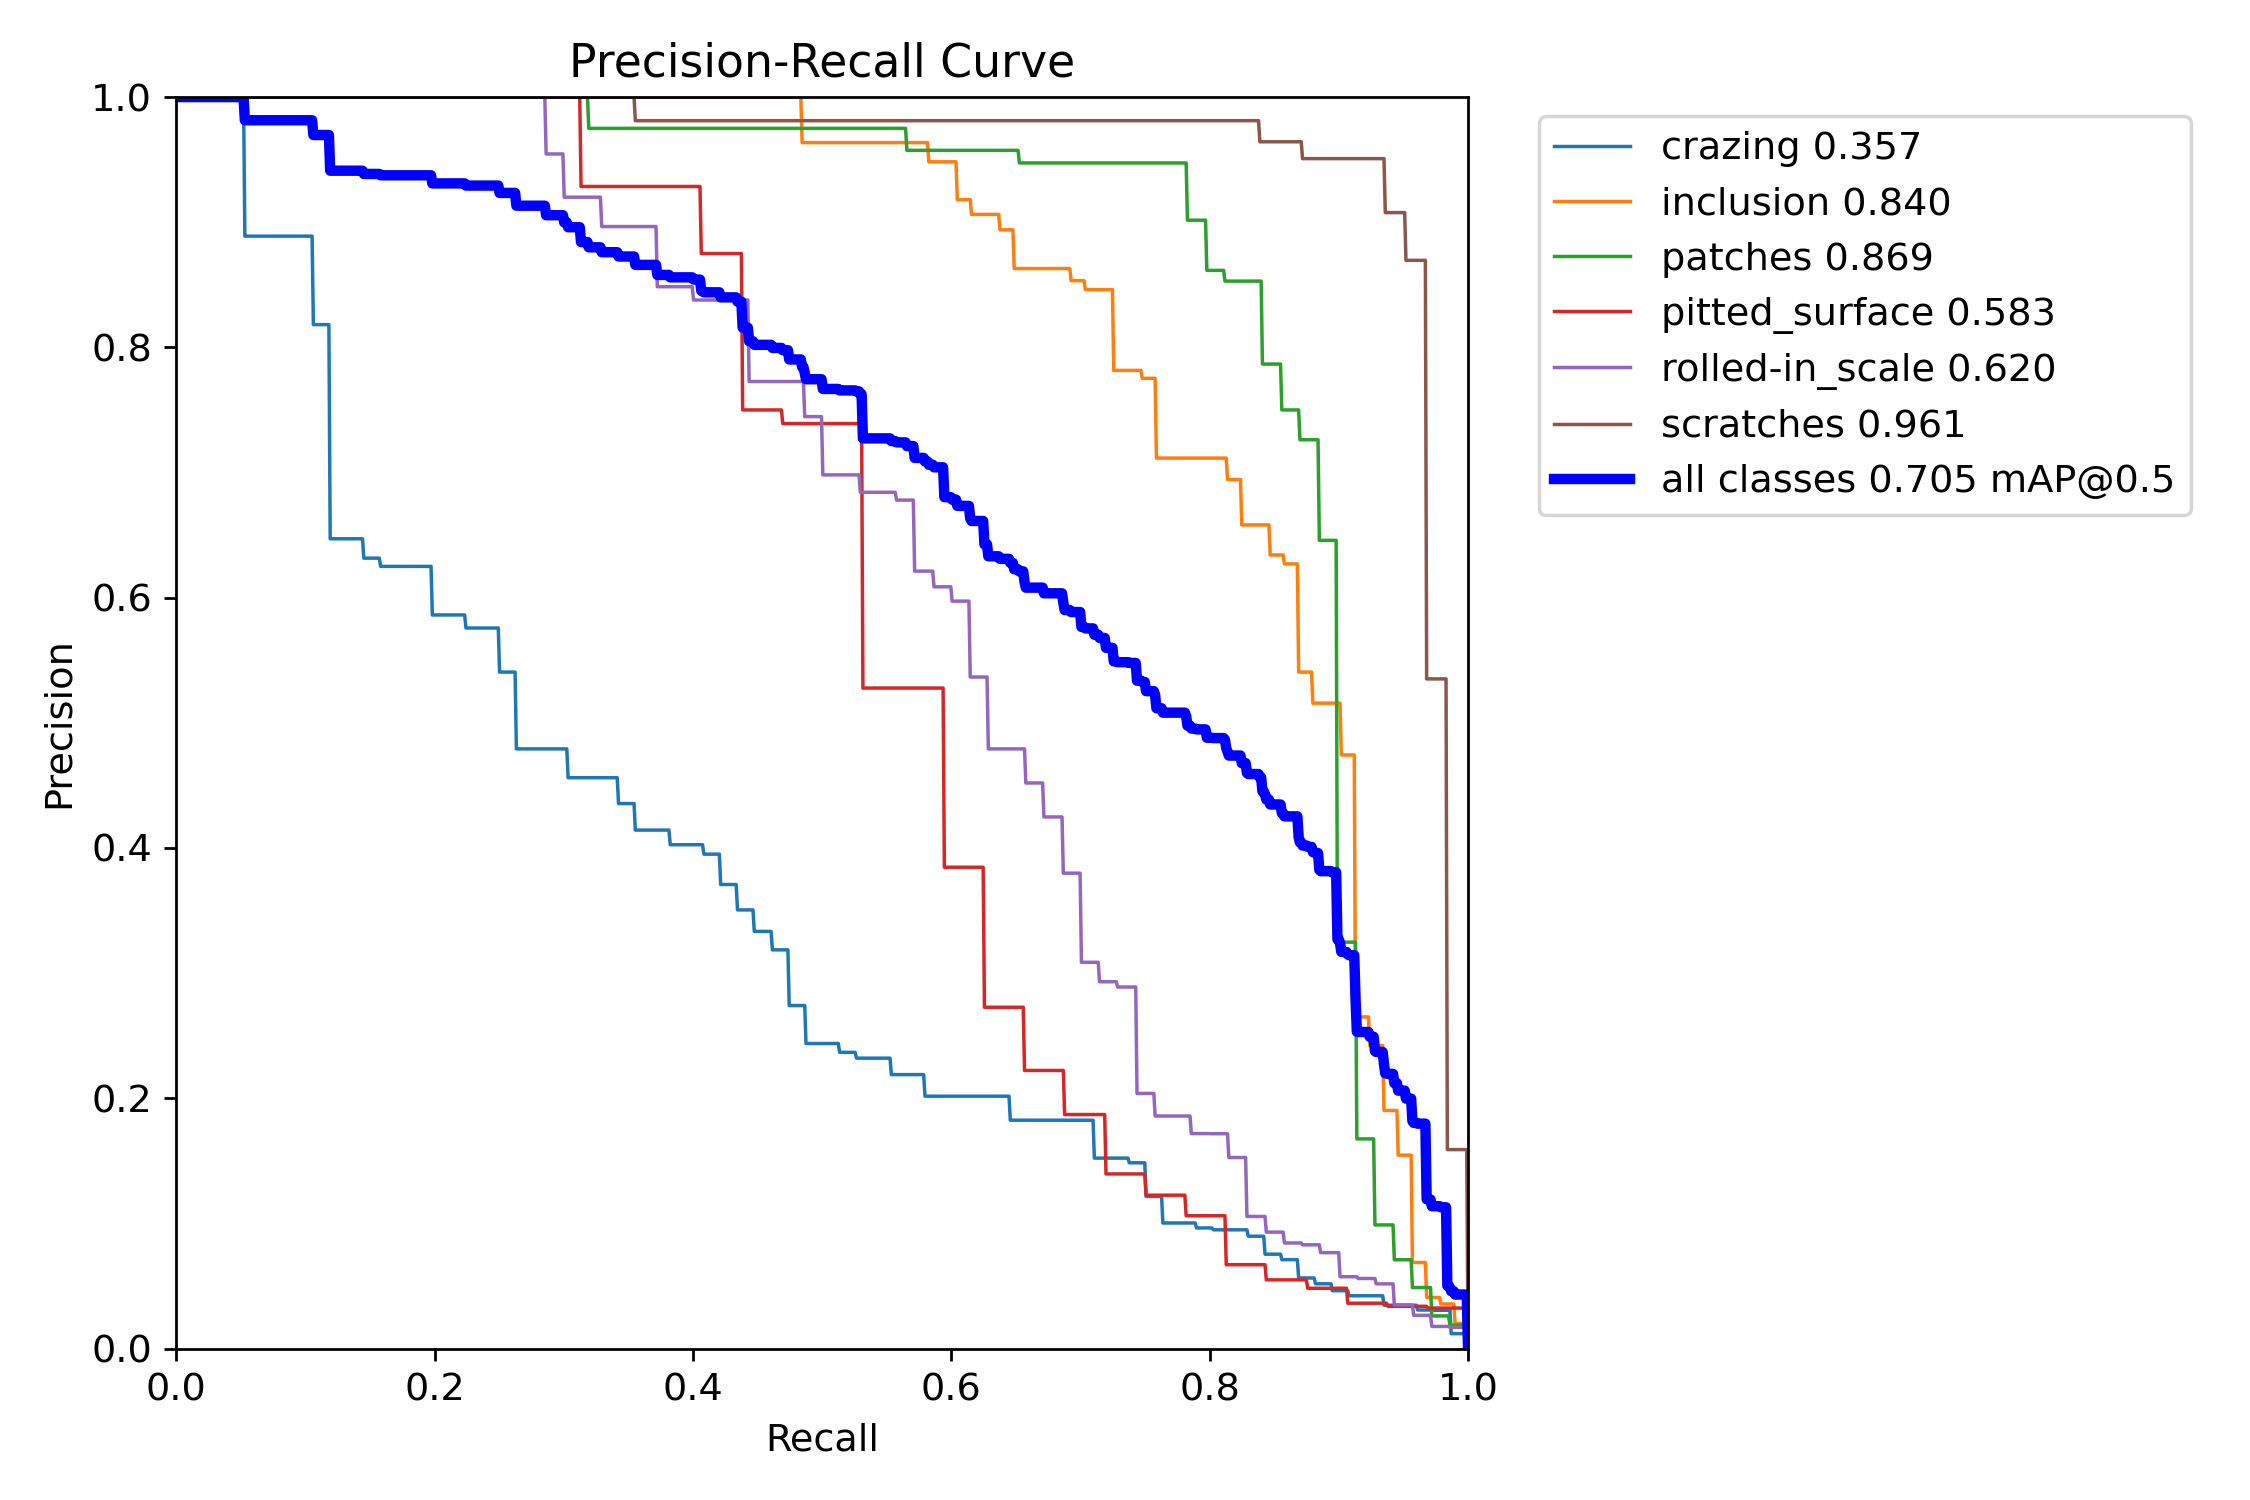 Precision-Recall Curve
1.0
0.8
0.6
0.4
0.2
0.0
Precision
0.0 0.2 0.4 0.6 0.8 1.0
Recall
crazing 0.357
inclusion 0.840
patches 0.869
pitted_surface 0.583
rolled-in_scale 0.620
scratches 0.961
all classes 0.705 mAP@0.5